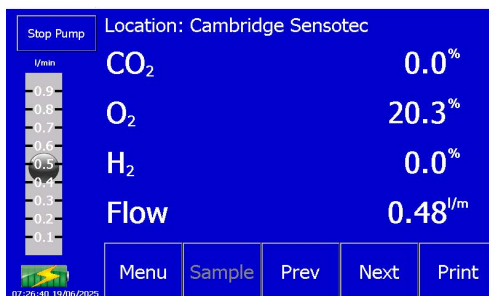 Stop Pump
Location: Cambridge Sensotec
l/min
0.9
0.8
0.7
0.6
0.5
0.4
0.3
0.2
0.1
CO₂ 0.0%
O₂ 20.3%
H₂ 0.0%
Flow 0.48 l/m
Menu Sample Prev Next Print
07:26:40 19/06/2025